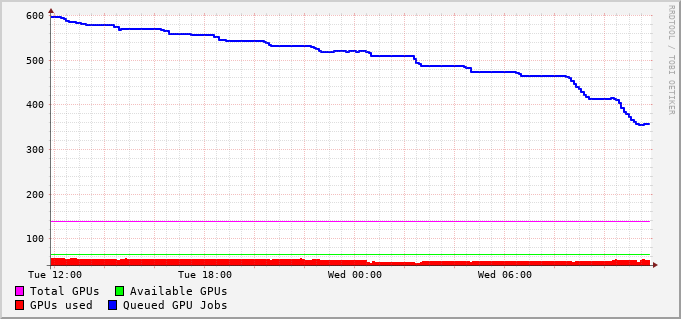 600
500
400
300
200
100
Tue 12:00 Tue 18:00 Wed 00:00 Wed 06:00
Total GPUs Available GPUs
GPUs used Queued GPU Jobs
RRDTOOL / TOBI OETIKER